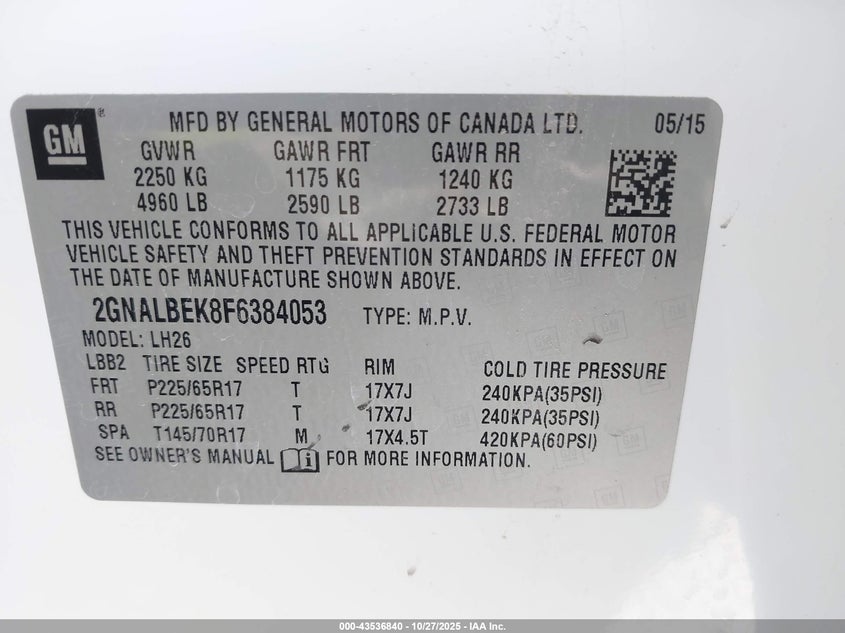 GM ® MFD BY GENERAL MOTORS OF CANADA LTD. 05/15
GVWR GAWR FRT GAWR RR
2250 KG 1175 KG 1240 KG
4960 LB 2590 LB 2733 LB
THIS VEHICLE CONFORMS TO ALL APPLICABLE U.S. FEDERAL MOTOR
VEHICLE SAFETY AND THEFT PREVENTION STANDARDS IN EFFECT ON
THE DATE OF MANUFACTURE SHOWN ABOVE.
2GNALBEK8F6384053 TYPE: M.P.V.
MODEL: LH26
LBB2 TIRE SIZE SPEED RTG RIM COLD TIRE PRESSURE
FRT P225/65R17 T 17X7J 240KPA(35PSI)
RR P225/65R17 T 17X7J 240KPA(35PSI)
SPA T145/70R17 M 17X4.5T 420KPA(60PSI)
SEE OWNER'S MANUAL i FOR MORE INFORMATION.
000-43536840 - 10/27/2025 - IAA Inc.